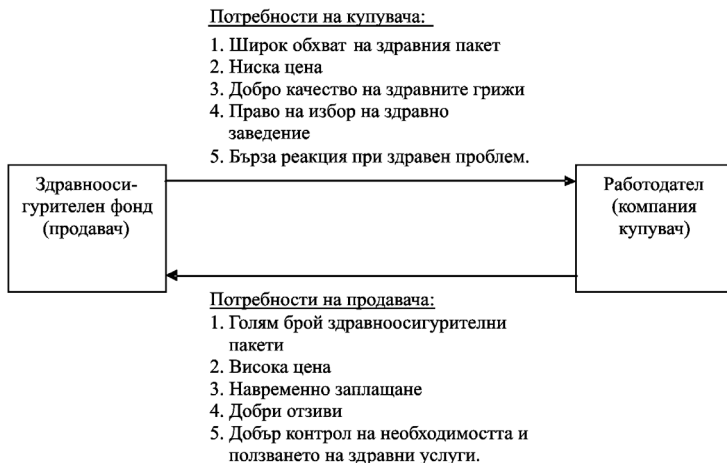 Потребности на купувача:
1. Широк обхват на здравния пакет
2. Ниска цена
3. Добро качество на здравните грижи
4. Право на избор на здравно
заведение
5. Бърза реакция при здравен проблем.
Здравнооси-
гурителен фонд
(продавач)
Работодател
(компания
купувач)
Потребности на продавача:
1. Голям брой здравноосигурителни
пакети
2. Висока цена
3. Навременно заплащане
4. Добри отзиви
5. Добър контрол на необходимостта и
ползването на здравни услуги.